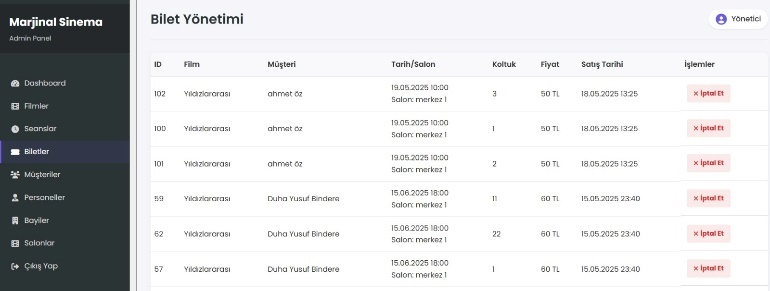 Marjinal Sinema
Admin Panel
Dashboard
Filmler
Seanslar
Biletler
Müşteriler
Personeller
Bayiler
Salonlar
Çıkış Yap
Bilet Yönetimi
Yönetici
ID Film Müşteri Tarih/Salon Koltuk Fiyat Satış Tarihi İşlemler
102 Yıldızlararası ahmet öz 19.05.2025 10:00 3 50 TL 18.05.2025 13:25 × İptal Et
Salon: merkez 1
100 Yıldızlararası ahmet öz 19.05.2025 10:00 1 50 TL 18.05.2025 13:25 × İptal Et
Salon: merkez 1
101 Yıldızlararası ahmet öz 19.05.2025 10:00 2 50 TL 18.05.2025 13:25 × İptal Et
Salon: merkez 1
59 Yıldızlararası Duha Yusuf Bindere 15.06.2025 18:00 11 60 TL 15.05.2025 23:40 × İptal Et
Salon: merkez 1
62 Yıldızlararası Duha Yusuf Bindere 15.06.2025 18:00 22 60 TL 15.05.2025 23:40 × İptal Et
Salon: merkez 1
57 Yıldızlararası Duha Yusuf Bindere 15.06.2025 18:00 1 60 TL 15.05.2025 23:40 × İptal Et
Salon: merkez 1